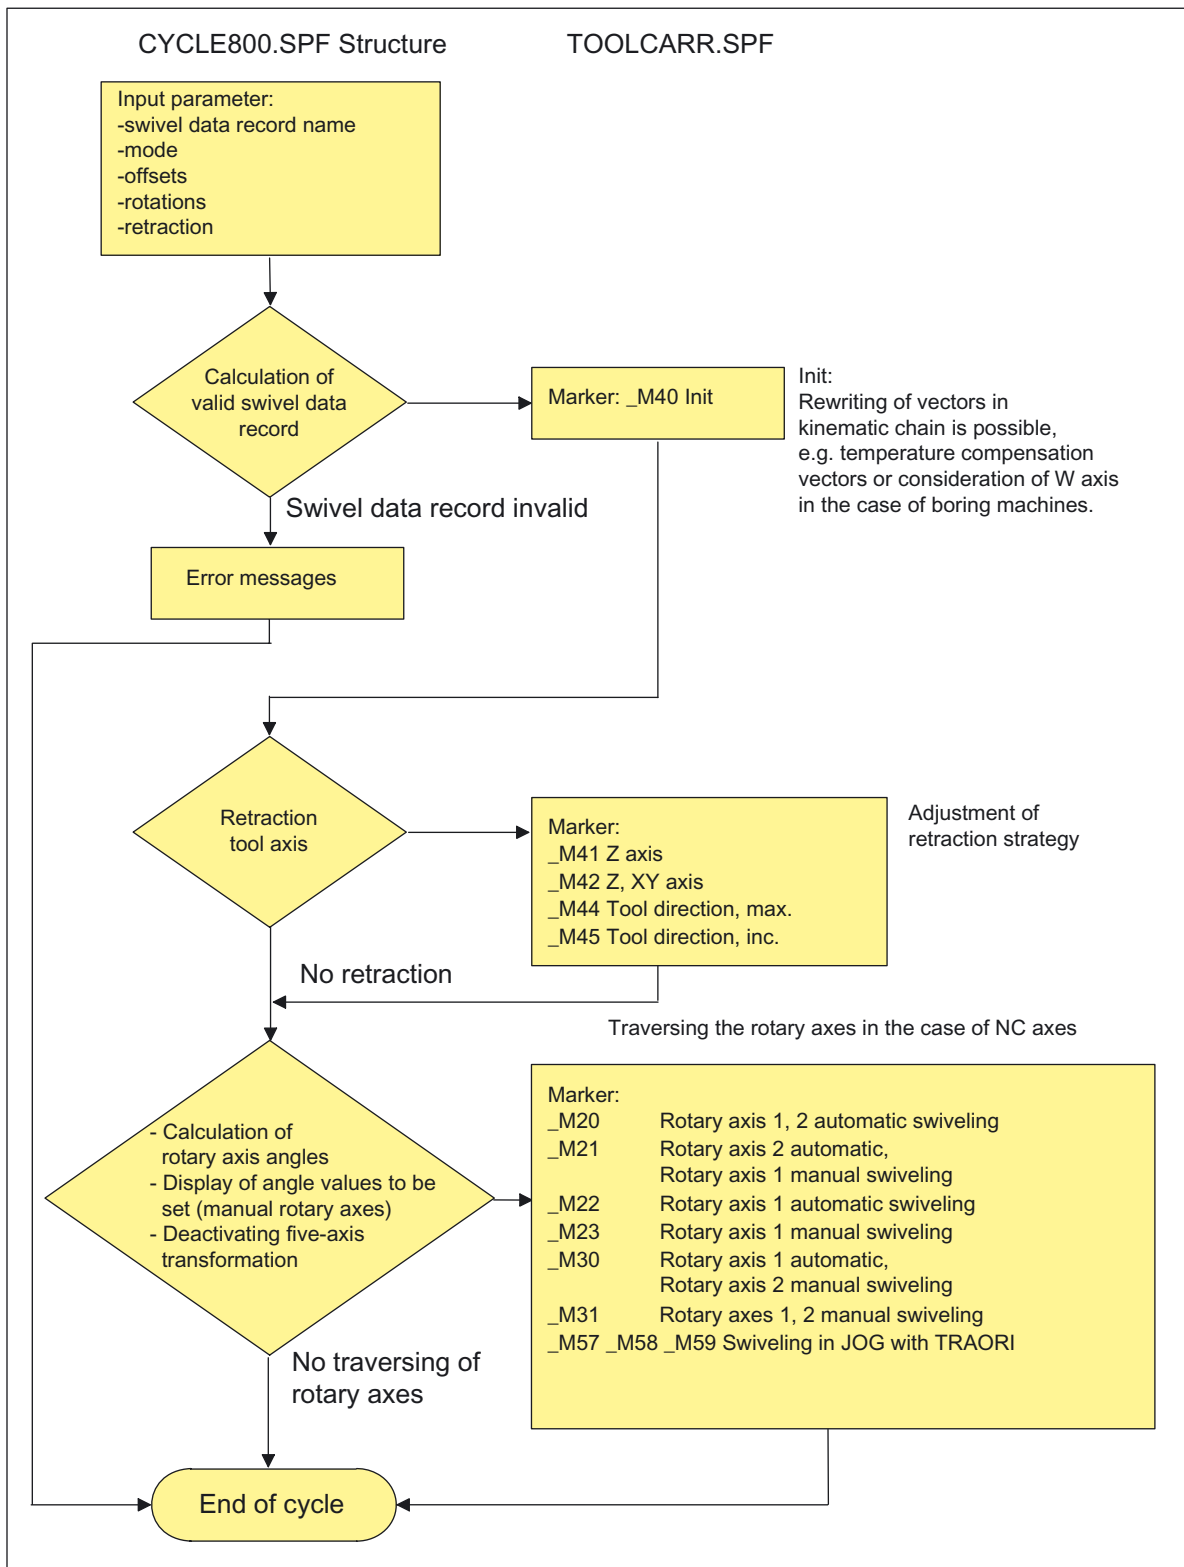 CYCLE800.SPF Structure
TOOLCARR.SPF
Input parameter:
-swivel data record name
-mode
-offsets
-rotations
-retraction
Calculation of
valid swivel data
record
Marker: _M40 Init
Init:
Rewriting of vectors in
kinematic chain is possible,
e.g. temperature compensation
vectors or consideration of W axis
in the case of boring machines.
Swivel data record invalid
Error messages
Retraction
tool axis
Marker:
_M41 Z axis
_M42 Z, XY axis
_M44 Tool direction, max.
_M45 Tool direction, inc.
Adjustment of
retraction strategy
No retraction
Traversing the rotary axes in the case of NC axes
- Calculation of
rotary axis angles
- Display of angle values to be
set (manual rotary axes)
- Deactivating five-axis
transformation
Marker:
_M20 Rotary axis 1, 2 automatic swiveling
_M21 Rotary axis 2 automatic,
Rotary axis 1 manual swiveling
_M22 Rotary axis 1 automatic swiveling
_M23 Rotary axis 1 manual swiveling
_M30 Rotary axis 1 automatic,
Rotary axis 2 manual swiveling
_M31 Rotary axes 1, 2 manual swiveling
_M57 _M58 _M59 Swiveling in JOG with TRAORI
No traversing of
rotary axes
End of cycle